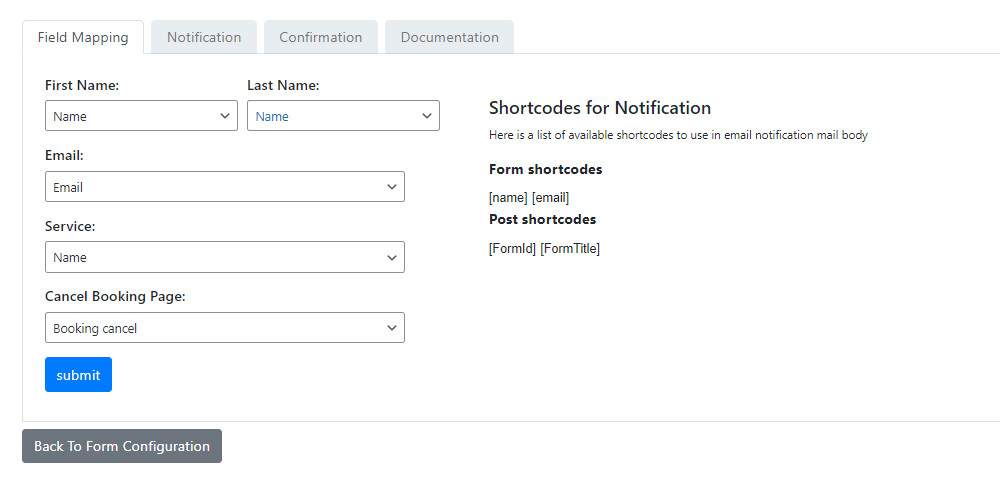 Field Mapping Notification Confirmation Documentation
First Name: Last Name:
Name Name
Email:
Email
Service:
Name
Cancel Booking Page:
Booking cancel
submit
Shortcodes for Notification
Here is a list of available shortcodes to use in email notification mail body
Form shortcodes
[name] [email]
Post shortcodes
[FormId] [FormTitle]
Back To Form Configuration